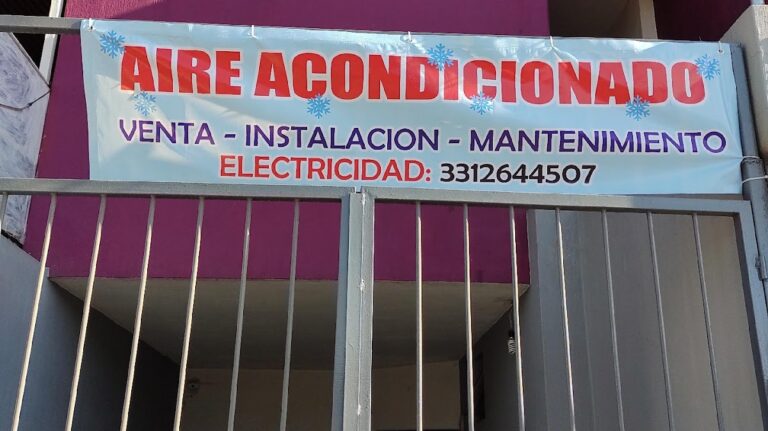 AIRE ACONDICIONADO
VENTA - INSTALACION - MANTENIMIENTO
ELECTRICIDAD: 3312644507